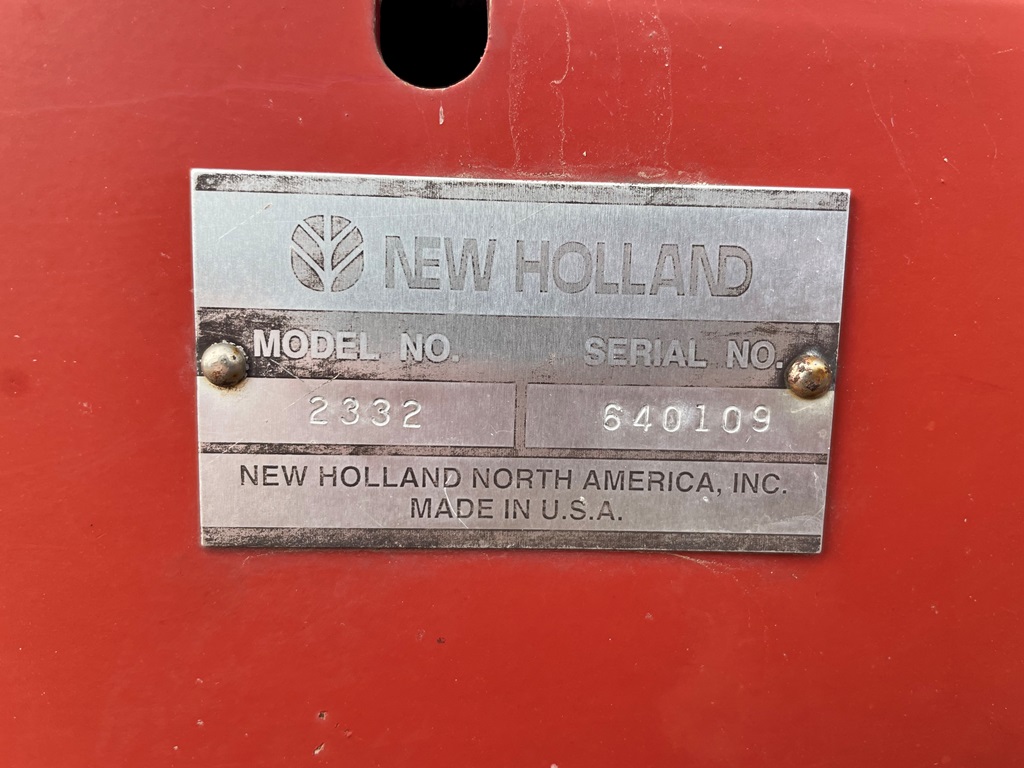 NEW HOLLAND
MODEL NO. SERIAL NO.
2332 640109
NEW HOLLAND NORTH AMERICA, INC.
MADE IN U.S.A.